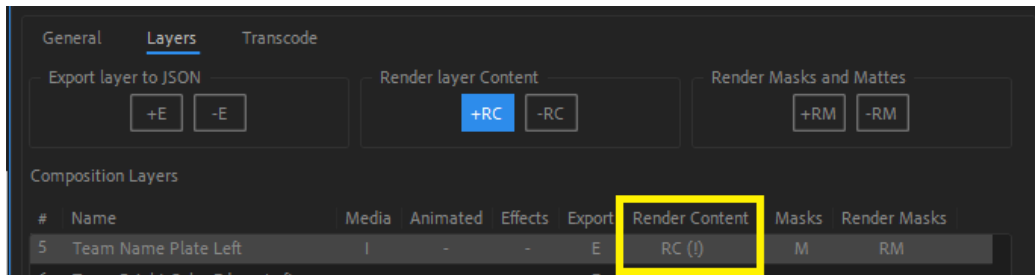 General Layers Transcode
Export layer to JSON Render layer Content Render Masks and Mattes
+E -E +RC -RC +RM -RM
Composition Layers
# Name Media Animated Effects Export Render Content Masks Render Masks
5 Team Name Plate Left I - - E RC (!) M RM